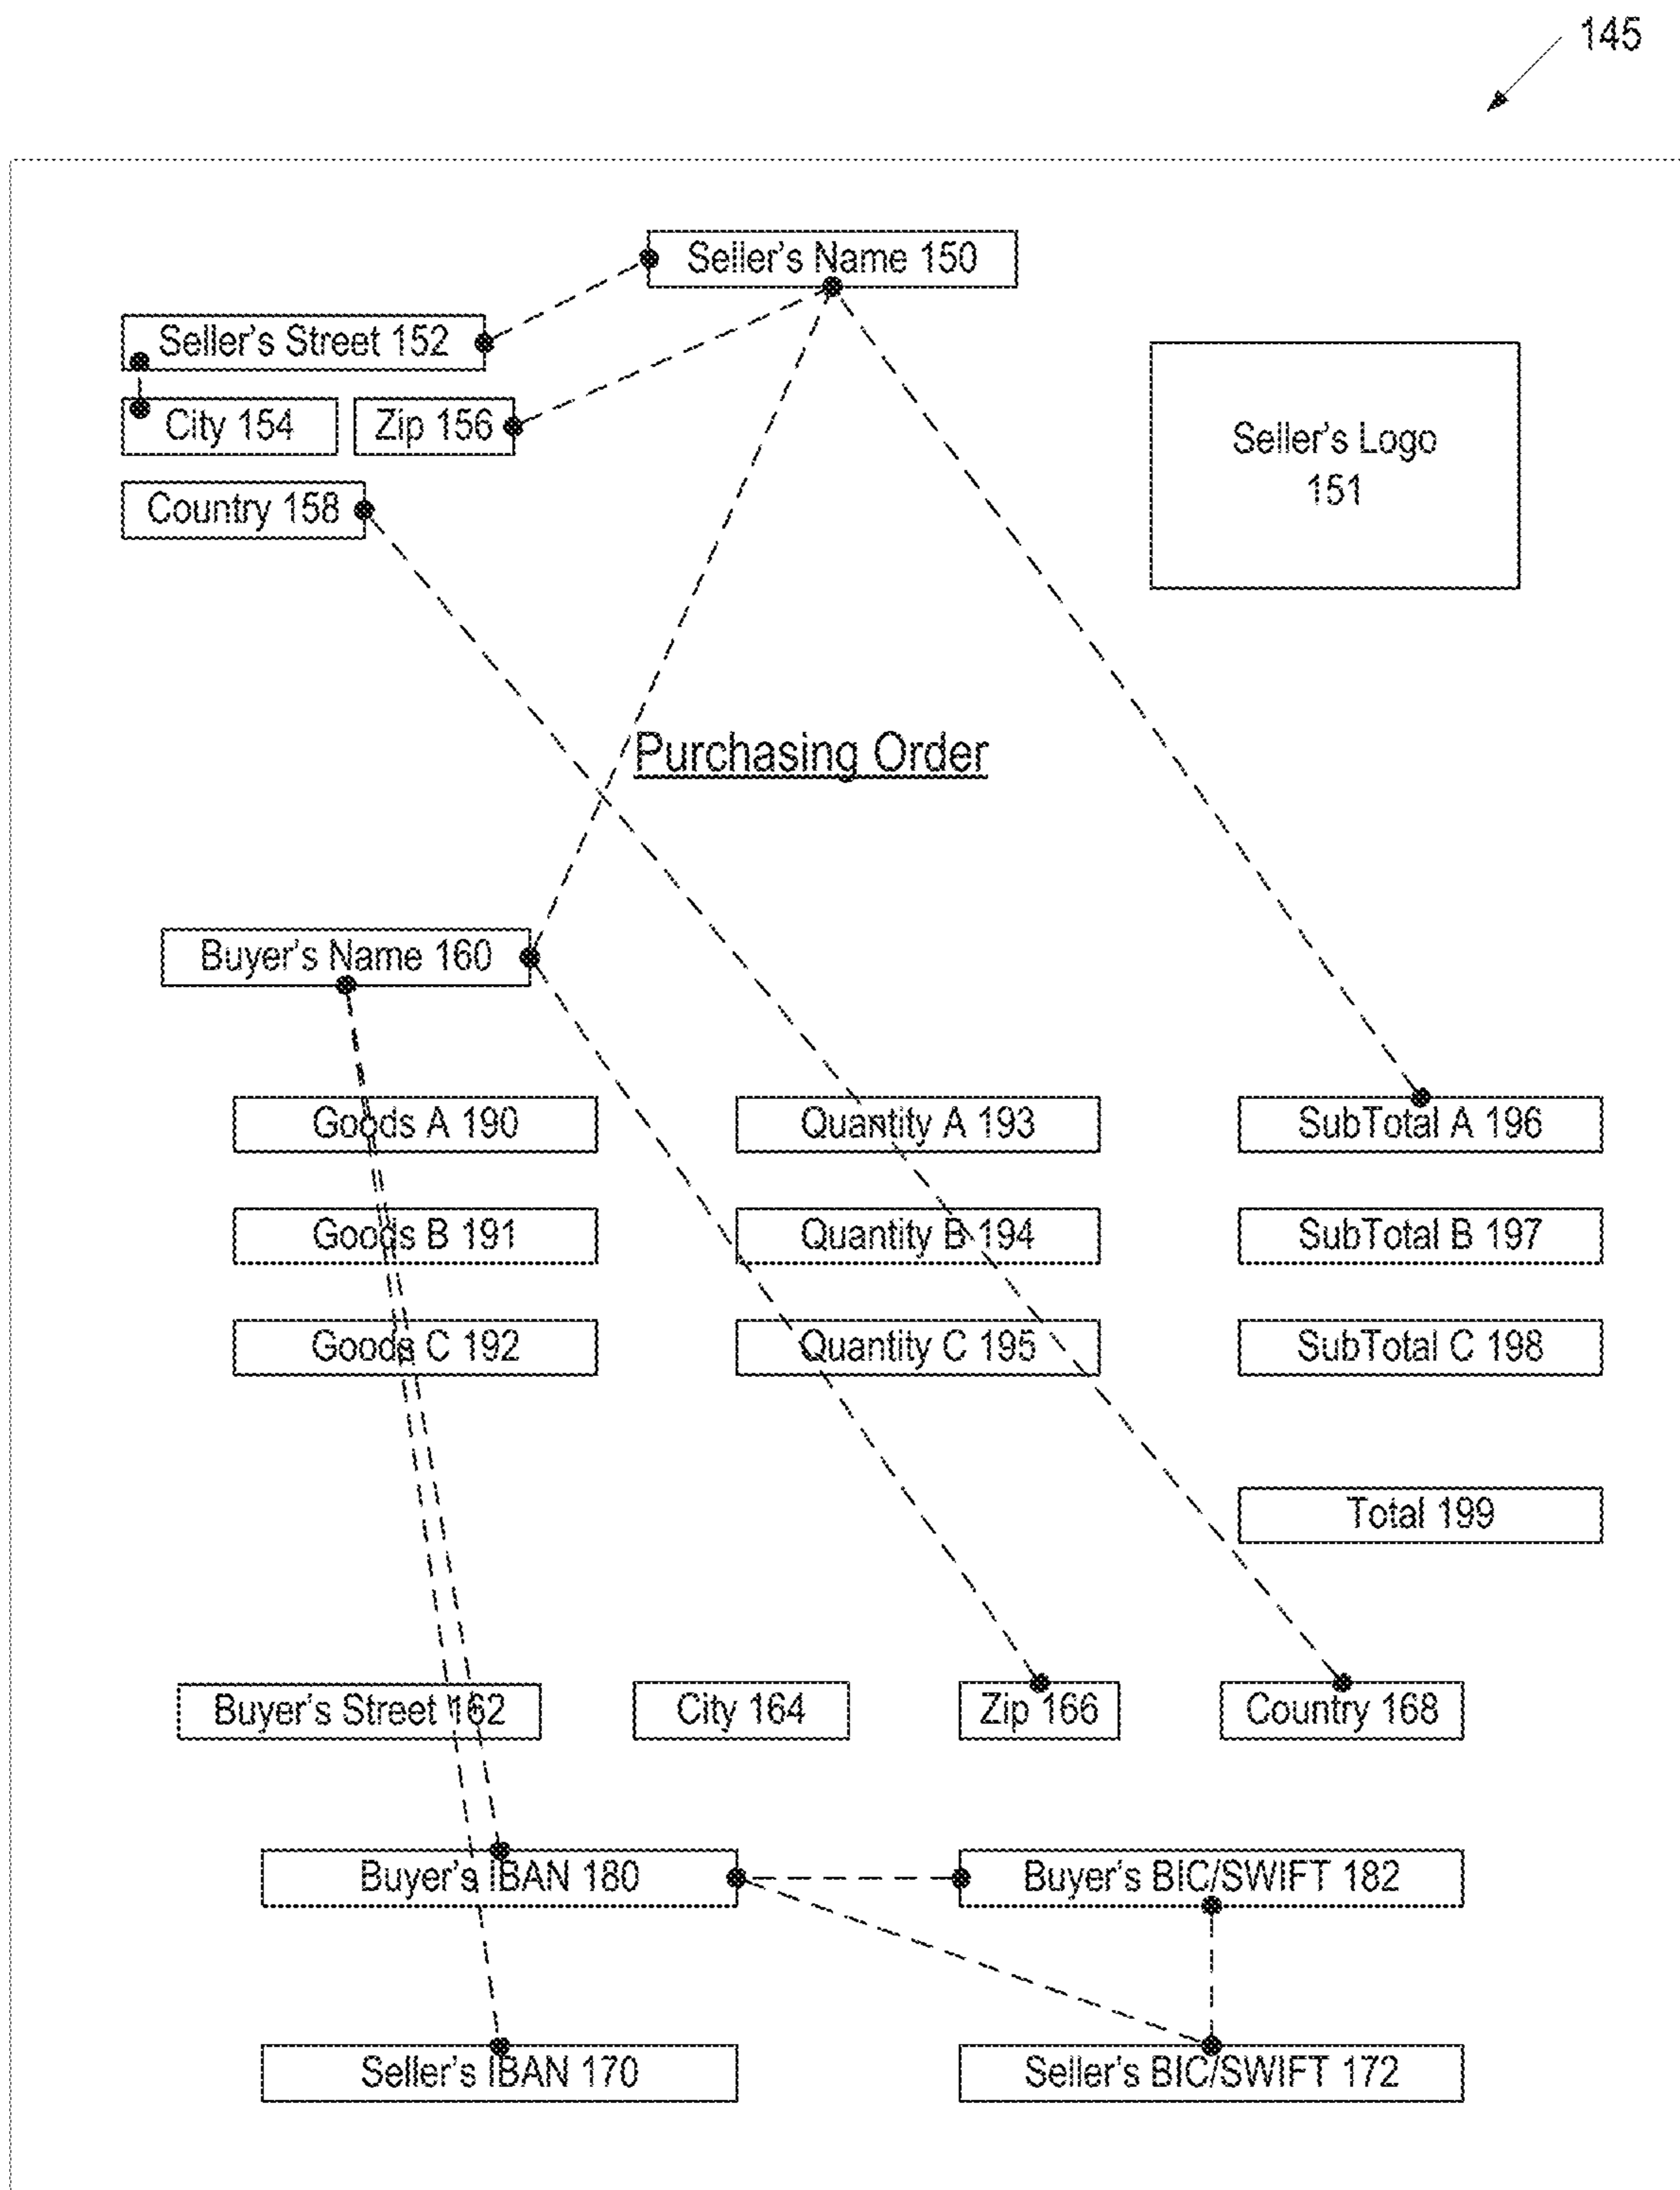 145
Seller's Name 150
Seller's Street 152
City 154 Zip 156
Seller's Logo
151
Country 158
Purchasing Order
Buyer's Name 160
Goods A 190 Quantity A 193 SubTotal A 196
Goods B 191 Quantity B 194 SubTotal B 197
Goods C 192 Quantity C 195 SubTotal C 198
Total 199
Buyer's Street 162 City 164 Zip 166 Country 168
Buyer's IBAN 180 Buyer's BIC/SWIFT 182
Seller's IBAN 170 Seller's BIC/SWIFT 172